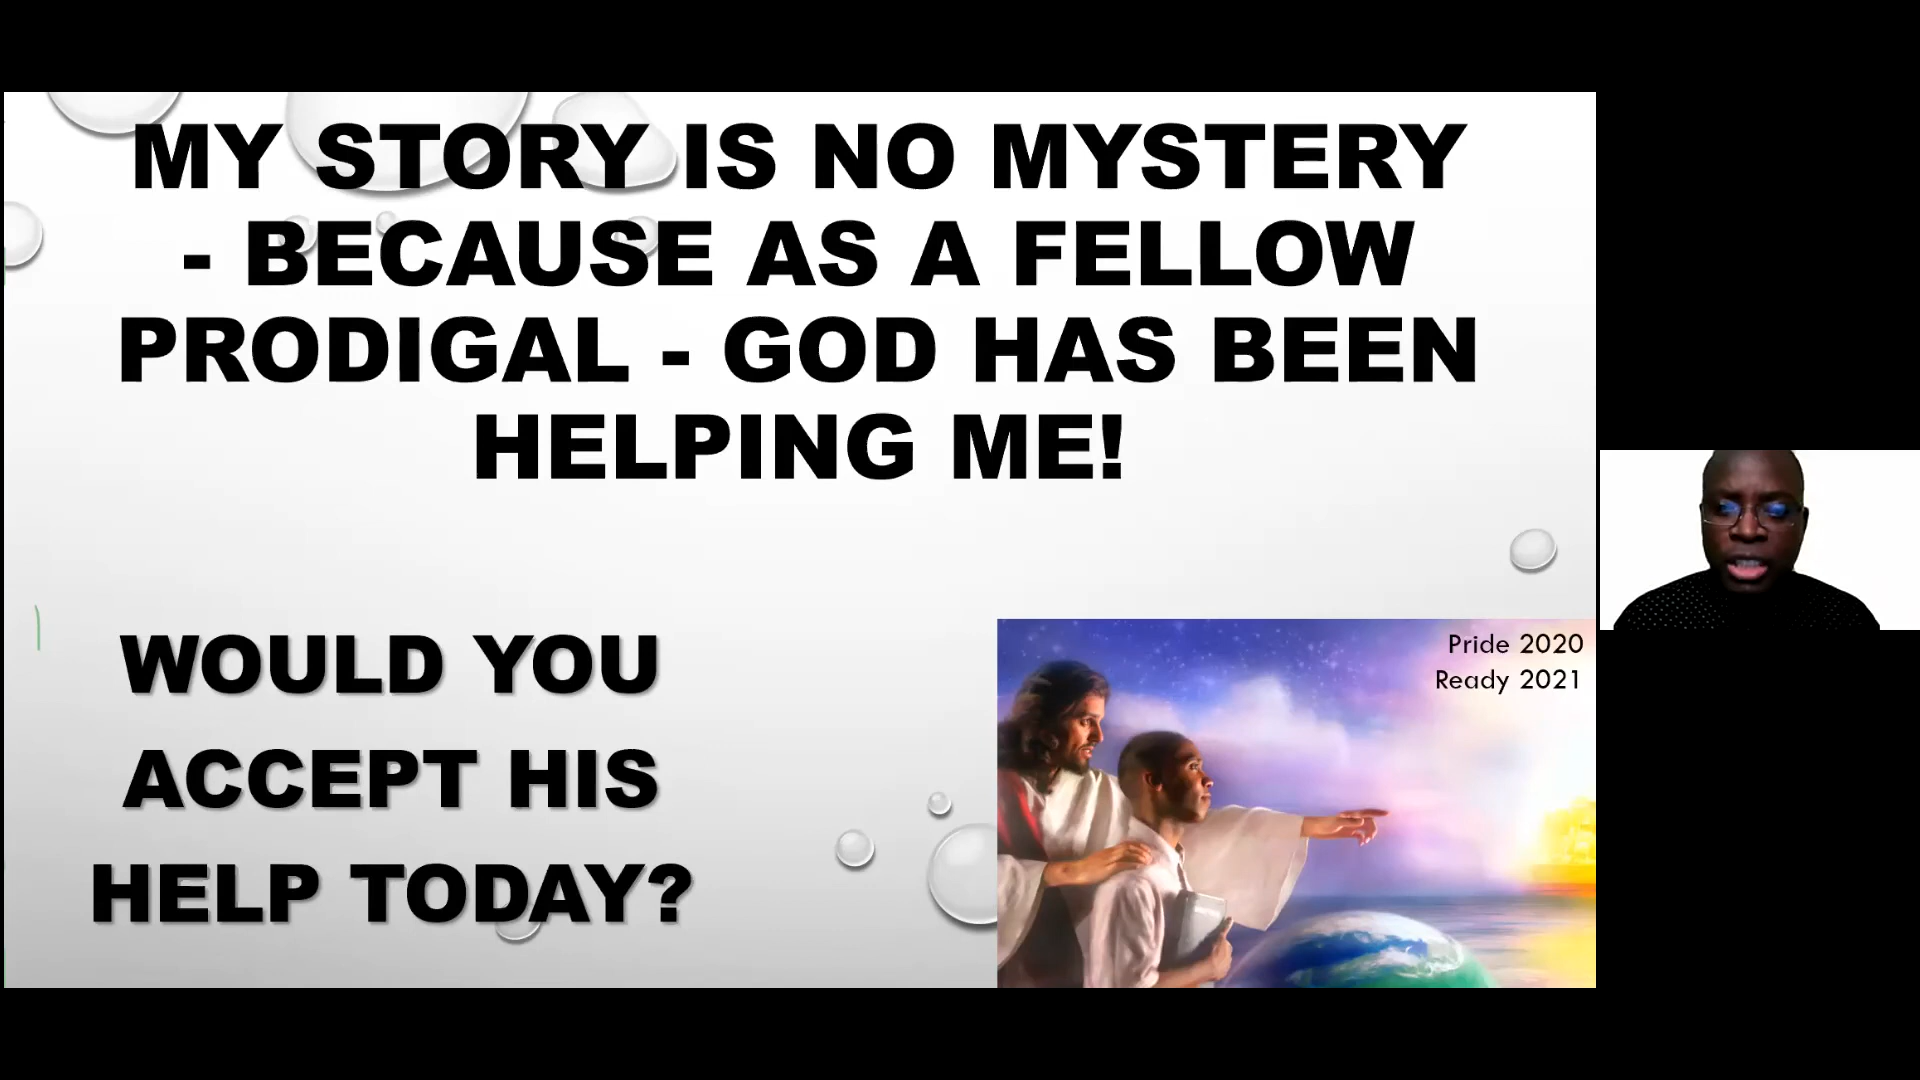 MY STORY IS NO MYSTERY
- BECAUSE AS A FELLOW
PRODIGAL - GOD HAS BEEN
HELPING ME!
WOULD YOU
ACCEPT HIS
HELP TODAY?
Pride 2020
Ready 2021